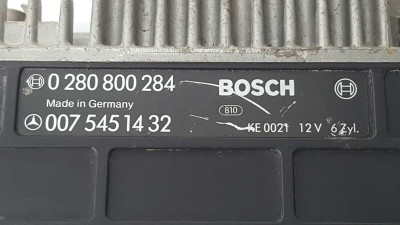 0 280 800 284 BOSCH
Made in Germany
810
007 545 14 32 KE 0021 12 V 6 Zyl.